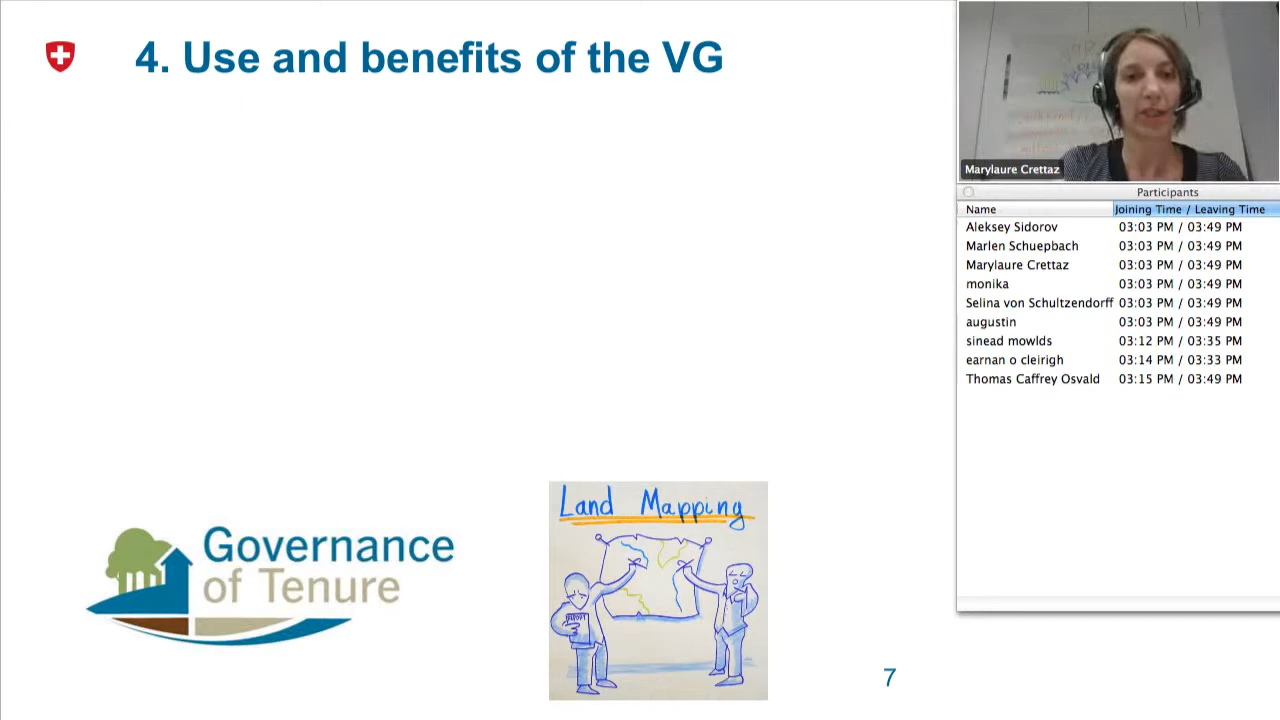 4. Use and benefits of the VG
Governance
of Tenure
Land Mapping
7
Marylaure Crettaz
Participants
Name Joining Time / Leaving Time
Aleksey Sidorov 03:03 PM / 03:49 PM
Marlen Schuepbach 03:03 PM / 03:49 PM
Marylaure Crettaz 03:03 PM / 03:49 PM
monika 03:03 PM / 03:49 PM
Selina von Schultzendorff 03:03 PM / 03:49 PM
augustin 03:03 PM / 03:49 PM
sinead mowlds 03:12 PM / 03:35 PM
earnan o cleirigh 03:14 PM / 03:33 PM
Thomas Caffrey Osvald 03:15 PM / 03:49 PM